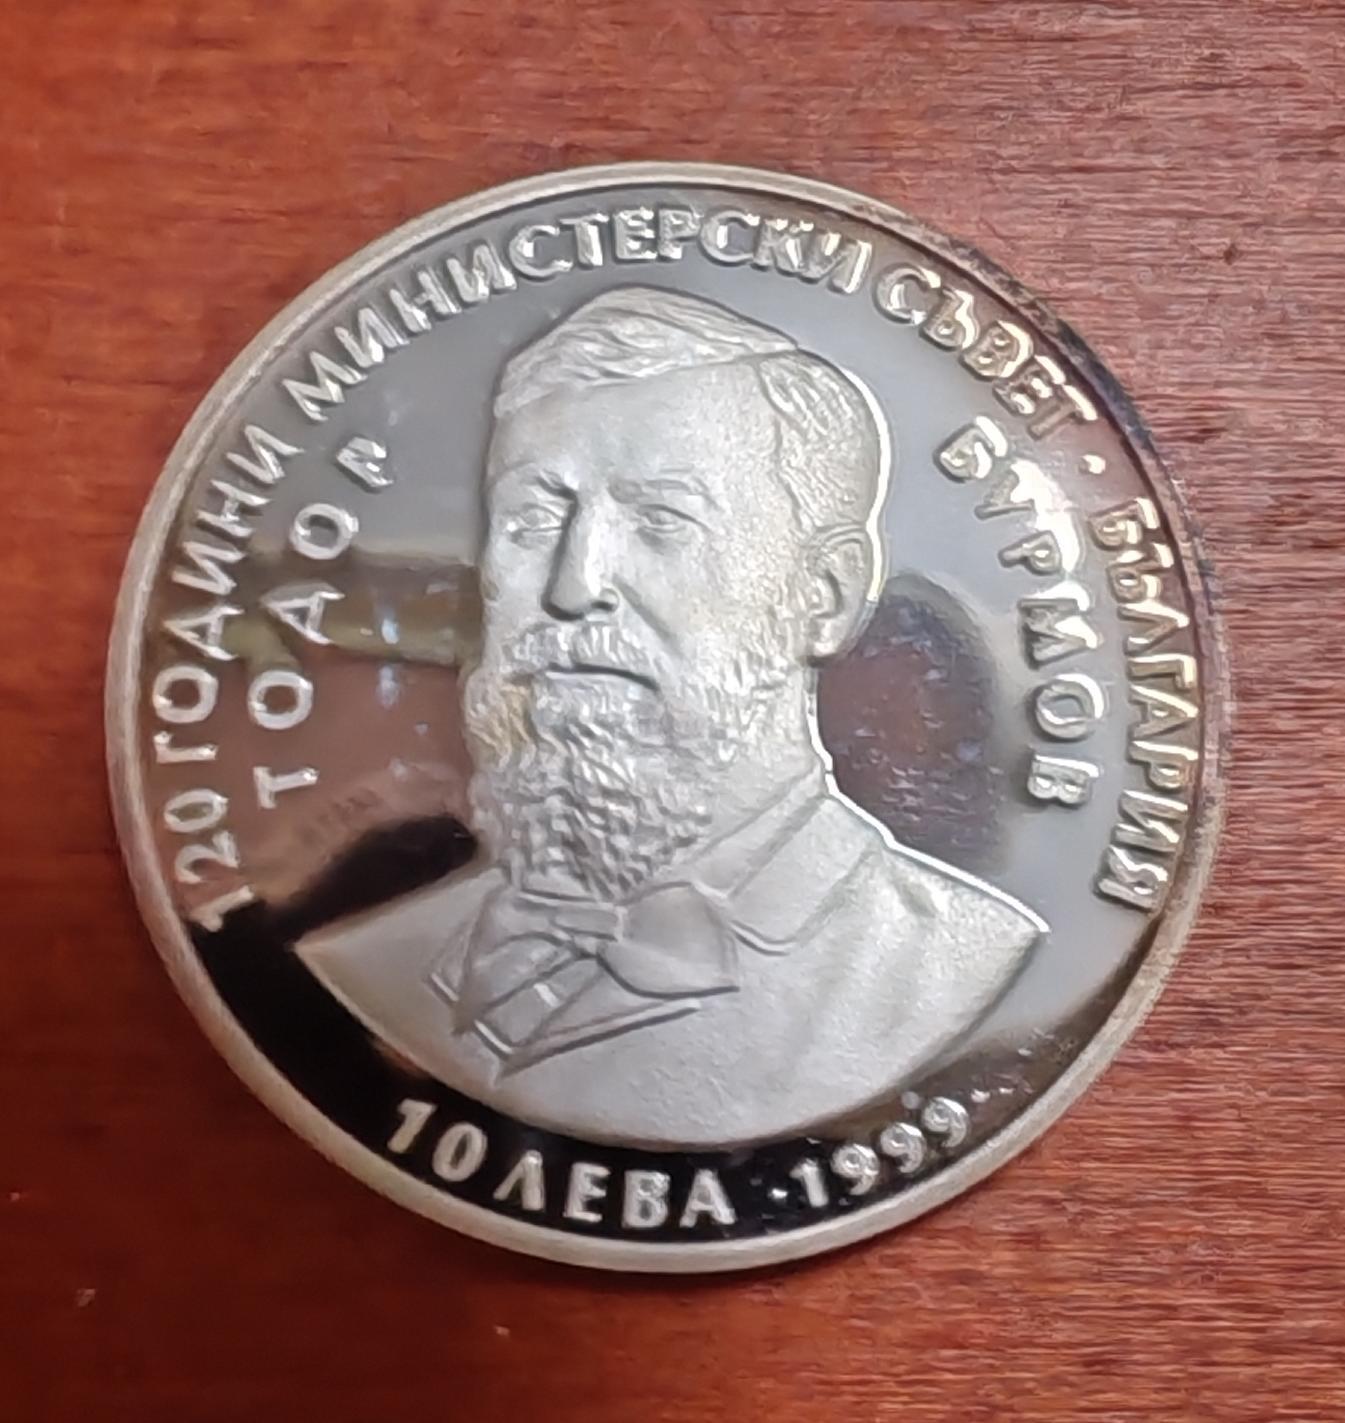 120 ГОДИНИ МИНИСТЕРСКИ СЪВЕТ · БЪЛГАРИЯ
ТОДОР
БУРМОВ
10 ЛЕВА · 1999